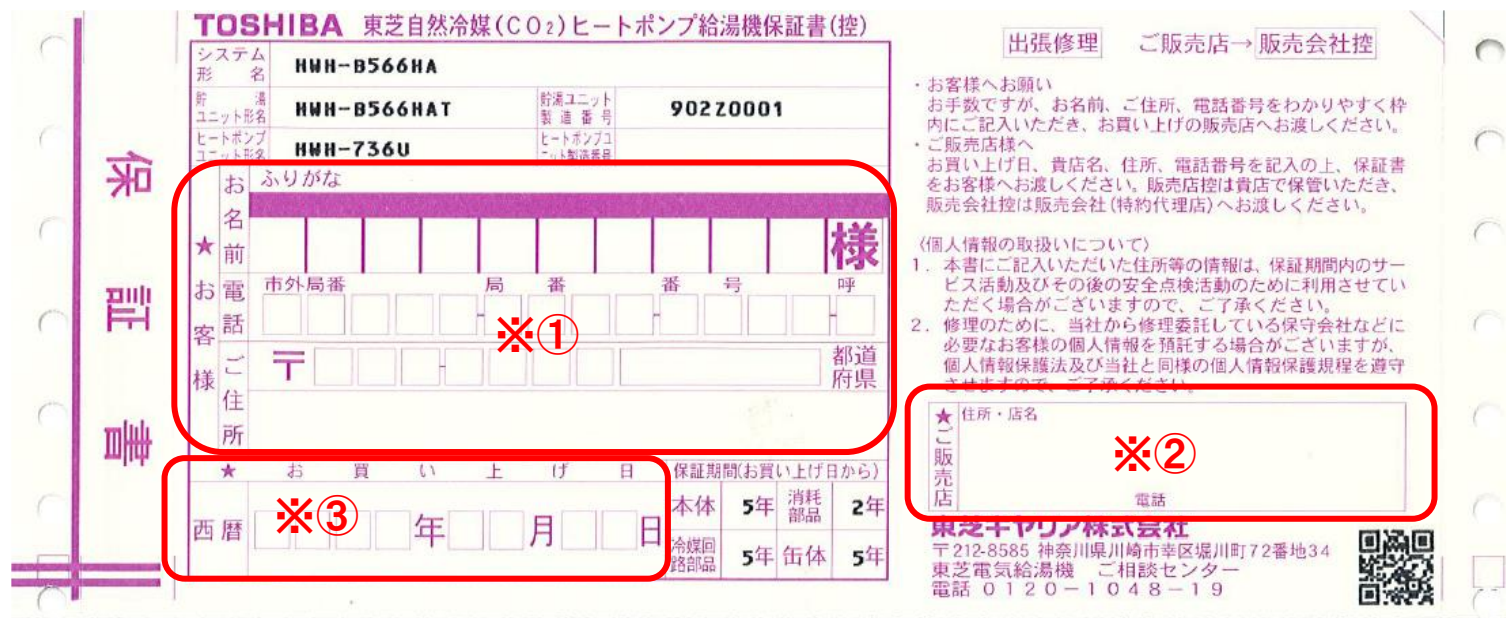 TOSHIBA 東芝自然冷媒(CO2)ヒートポンプ給湯機保証書(控)
システム形名 HWH-B566HA
貯湯ユニット形名 HWH-B566HAT 貯湯ユニット製造番号 902Z0001
ヒートポンプユニット形名 HWH-736U ヒートポンプユニット製造番号
保証書
★お客様
お名前
ふりがな
様
電話
市外局番 局番 番号 呼
- -
※①
ご住所
〒 - 都道府県
★お買い上げ日
西暦 年 月 日
※③
保証期間(お買い上げ日から)
本体 5年 消耗部品 2年
冷媒回路部品 5年 缶体 5年
出張修理 ご販売店→販売会社控
・お客様へお願い
お手数ですが、お名前、ご住所、電話番号をわかりやすく枠
内にご記入いただき、お買い上げの販売店へお渡しください。
・ご販売店様へ
お買い上げ日、貴店名、住所、電話番号を記入の上、保証書
をお客様へお渡しください。販売店控は貴店で保管いただき、
販売会社控は販売会社(特約代理店)へお渡しください。
〈個人情報の取扱いについて〉
1. 本書にご記入いただいた住所等の情報は、保証期間内のサー
ビス活動及びその後の安全点検活動のために利用させてい
ただく場合がございますので、ご了承ください。
2. 修理のために、当社から修理委託している保守会社などに
必要なお客様の個人情報を預託する場合がございますが、
個人情報保護法及び当社と同様の個人情報保護規程を遵守
させますので、ご了承ください。
★ご販売店
住所・店名
※②
電話
東芝キヤリア株式会社
〒212-8585 神奈川県川崎市幸区堀川町72番地34
東芝電気給湯機 ご相談センター
電話 0120-1048-19